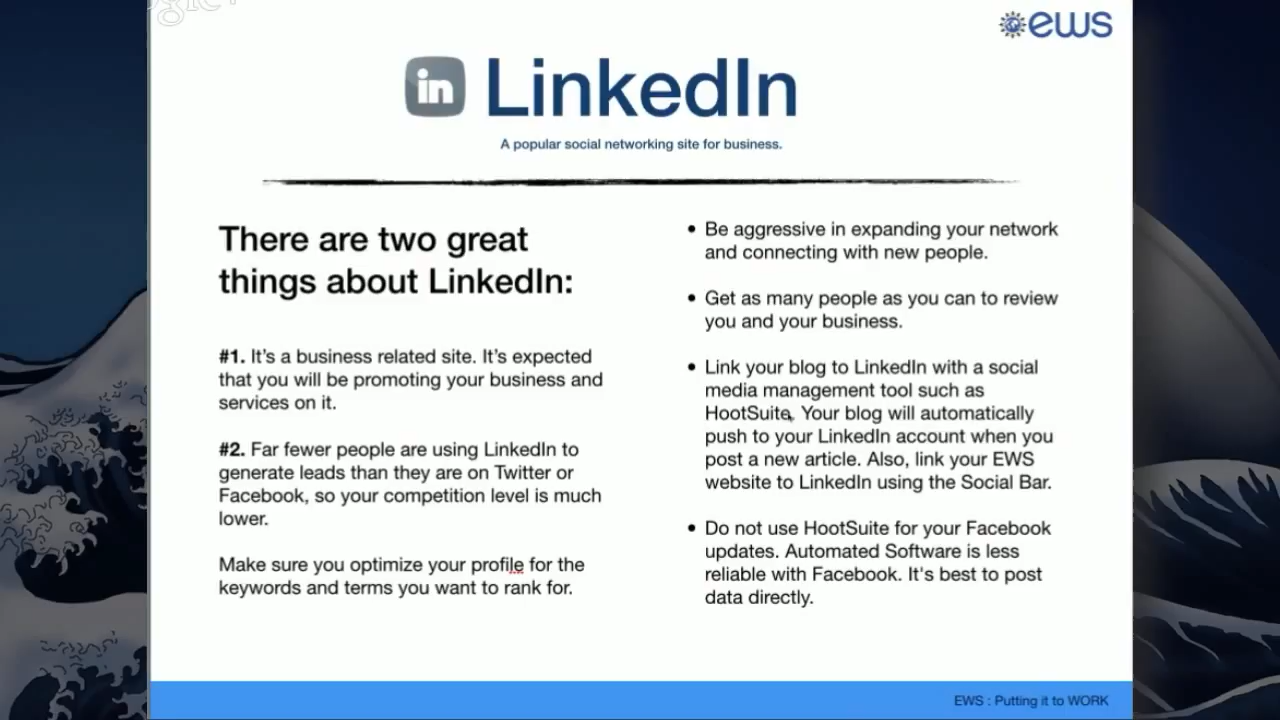 ews
in LinkedIn
A popular social networking site for business.
There are two great
things about LinkedIn:
#1. It's a business related site. It's expected
that you will be promoting your business and
services on it.
#2. Far fewer people are using LinkedIn to
generate leads than they are on Twitter or
Facebook, so your competition level is much
lower.
Make sure you optimize your profile for the
keywords and terms you want to rank for.
• Be aggressive in expanding your network
and connecting with new people.
• Get as many people as you can to review
you and your business.
• Link your blog to LinkedIn with a social
media management tool such as
HootSuite. Your blog will automatically
push to your LinkedIn account when you
post a new article. Also, link your EWS
website to LinkedIn using the Social Bar.
• Do not use HootSuite for your Facebook
updates. Automated Software is less
reliable with Facebook. It's best to post
data directly.
EWS : Putting it to WORK